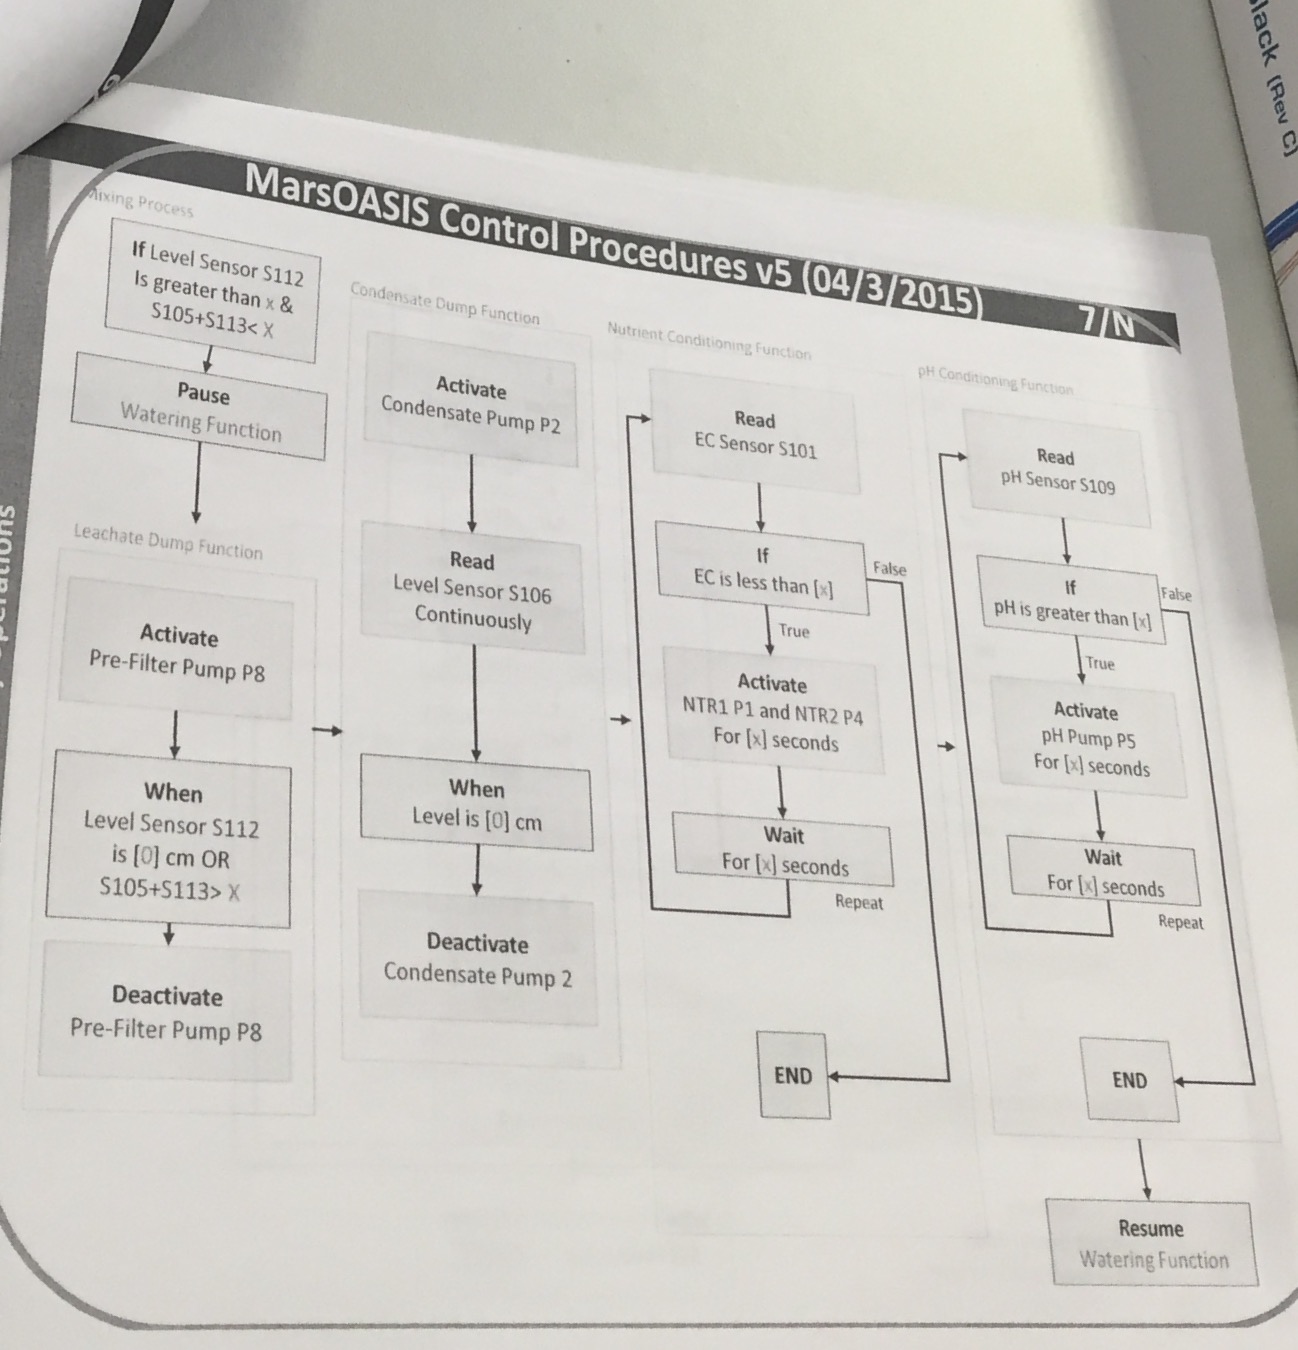 lack (Rev C)
MarsOASIS Control Procedures v5 (04/3/2015)
7/N
Mixing Process
If Level Sensor S112
Is greater than x &
S105+S113< X
Pause
Watering Function
Leachate Dump Function
Activate
Pre-Filter Pump P8
When
Level Sensor S112
is [0] cm OR
S105+S113> X
Deactivate
Pre-Filter Pump P8
Condensate Dump Function
Activate
Condensate Pump P2
Read
Level Sensor S106
Continuously
When
Level is [0] cm
Deactivate
Condensate Pump 2
Nutrient Conditioning Function
Read
EC Sensor S101
If
EC is less than [x]
False
True
Activate
NTR1 P1 and NTR2 P4
For [x] seconds
Wait
For [x] seconds
Repeat
END
pH Conditioning Function
Read
pH Sensor S109
If
pH is greater than [x]
False
True
Activate
pH Pump P5
For [x] seconds
Wait
For [x] seconds
Repeat
END
Resume
Watering Function